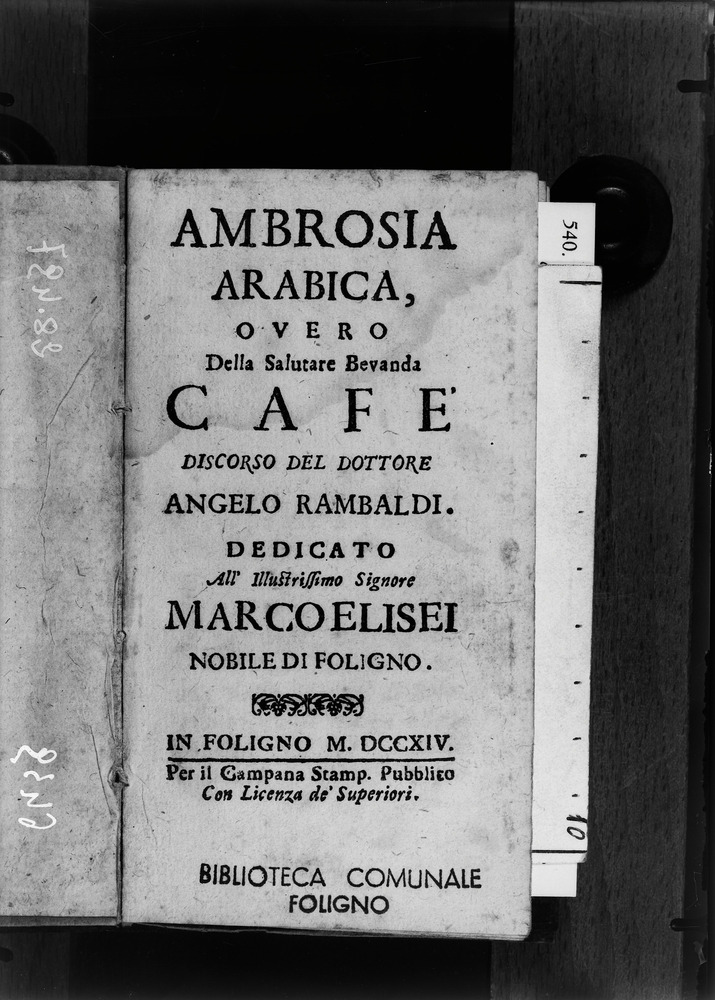 AMBROSIA
ARABICA,
OVERO
Della Salutare Bevanda
CAFE'
DISCORSO DEL DOTTORE
ANGELO RAMBALDI.
DEDICATO
All' Illustrissimo Signore
MARCO ELISEI
NOBILE DI FOLIGNO.
IN FOLIGNO M. DCCXIV.
Per il Campana Stamp. Pubblico
Con Licenza de' Superiori.
BIBLIOTECA COMUNALE
FOLIGNO
540.
10